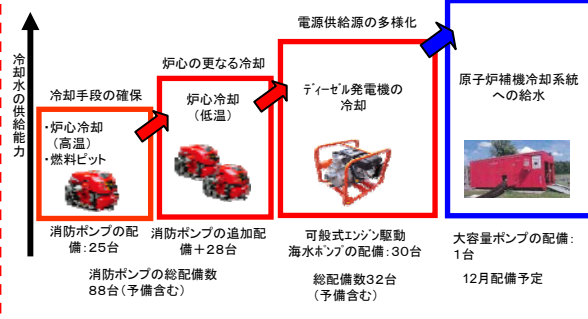 電源供給源の多様化
炉心の更なる冷却
冷却手段の確保
冷却水の供給能力
・炉心冷却
(高温)
・燃料ピット
炉心冷却
(低温)
ディーゼル発電機の
冷却
原子炉補機冷却系統
への給水
消防ポンプの配
備:25台
消防ポンプの追加配
備+28台
可般式エンジン駆動
海水ポンプの配備:30台
大容量ポンプの配備:
1台
消防ポンプの総配備数
88台(予備含む)
総配備数32台
(予備含む)
12月配備予定